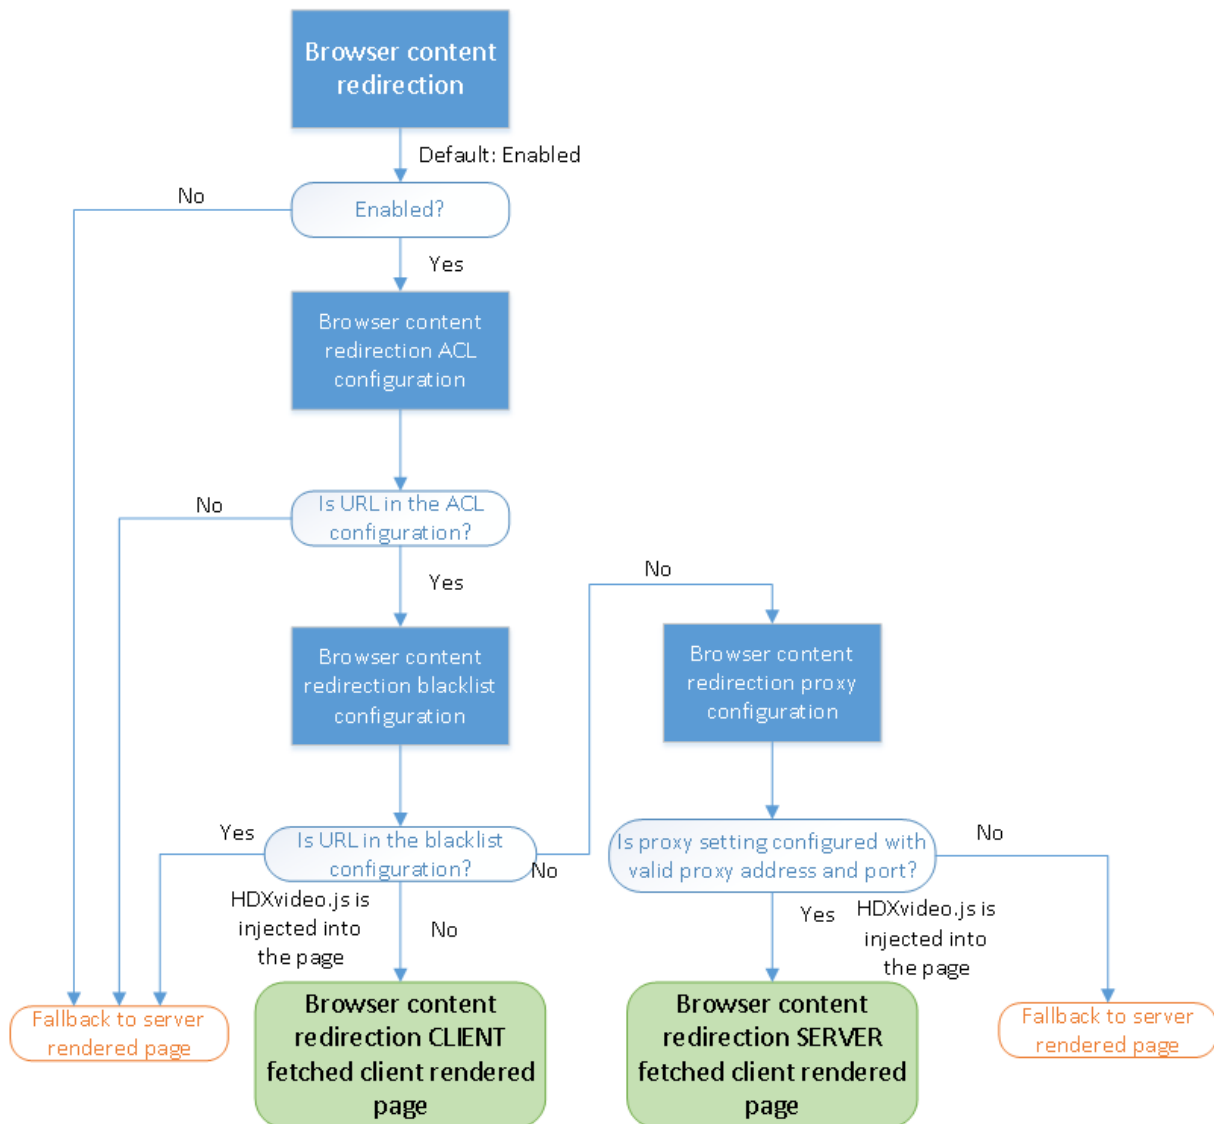 Browser content
redirection
Default: Enabled
No
Enabled?
Yes
Browser content
redirection ACL
configuration
No
Is URL in the ACL
configuration?
Yes
No
Browser content
redirection blacklist
configuration
Browser content
redirection proxy
configuration
Yes
Is URL in the blacklist
configuration?
No
Is proxy setting configured with
valid proxy address and port?
No
HDXvideo.js is
injected into
the page
No
Yes
HDXvideo.js is
injected into
the page
Fallback to server
rendered page
Browser content
redirection CLIENT
fetched client rendered
page
Browser content
redirection SERVER
fetched client rendered
page
Fallback to server
rendered page